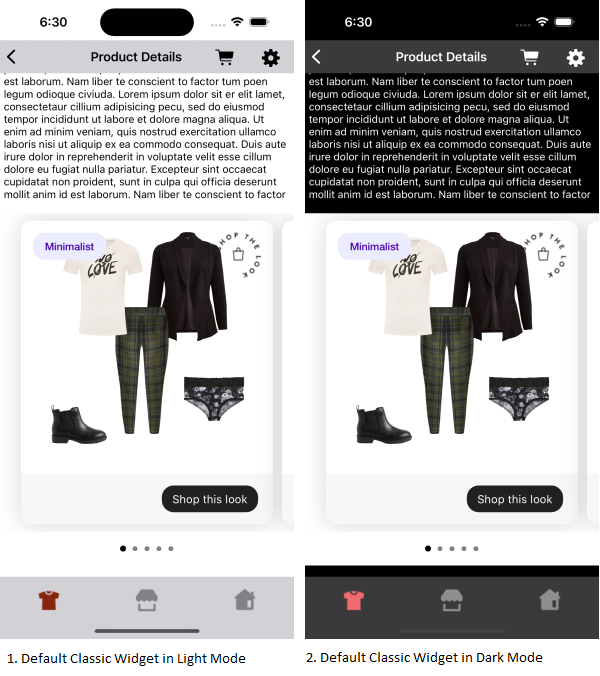 6:30
Product Details
est laborum. Nam liber te conscient to factor tum poen
legum odioque civiuda. Lorem ipsum dolor sit er elit amet,
consectetaur cillium adipisicing pecu, sed do eiusmod
tempor incididunt ut labore et dolore magna aliqua. Ut
enim ad minim veniam, quis nostrud exercitation ullamco
laboris nisi ut aliquip ex ea commodo consequat. Duis aute
irure dolor in reprehenderit in voluptate velit esse cillum
dolore eu fugiat nulla pariatur. Excepteur sint occaecat
cupidatat non proident, sunt in culpa qui officia deserunt
mollit anim id est laborum. Nam liber te conscient to factor
Minimalist
SHOP THE LOOK
NO
LOVE
Shop this look
1. Default Classic Widget in Light Mode
6:30
Product Details
est laborum. Nam liber te conscient to factor tum poen
legum odioque civiuda. Lorem ipsum dolor sit er elit amet,
consectetaur cillium adipisicing pecu, sed do eiusmod
tempor incididunt ut labore et dolore magna aliqua. Ut
enim ad minim veniam, quis nostrud exercitation ullamco
laboris nisi ut aliquip ex ea commodo consequat. Duis aute
irure dolor in reprehenderit in voluptate velit esse cillum
dolore eu fugiat nulla pariatur. Excepteur sint occaecat
cupidatat non proident, sunt in culpa qui officia deserunt
mollit anim id est laborum. Nam liber te conscient to factor
Minimalist
SHOP THE LOOK
NO
LOVE
Shop this look
2. Default Classic Widget in Dark Mode